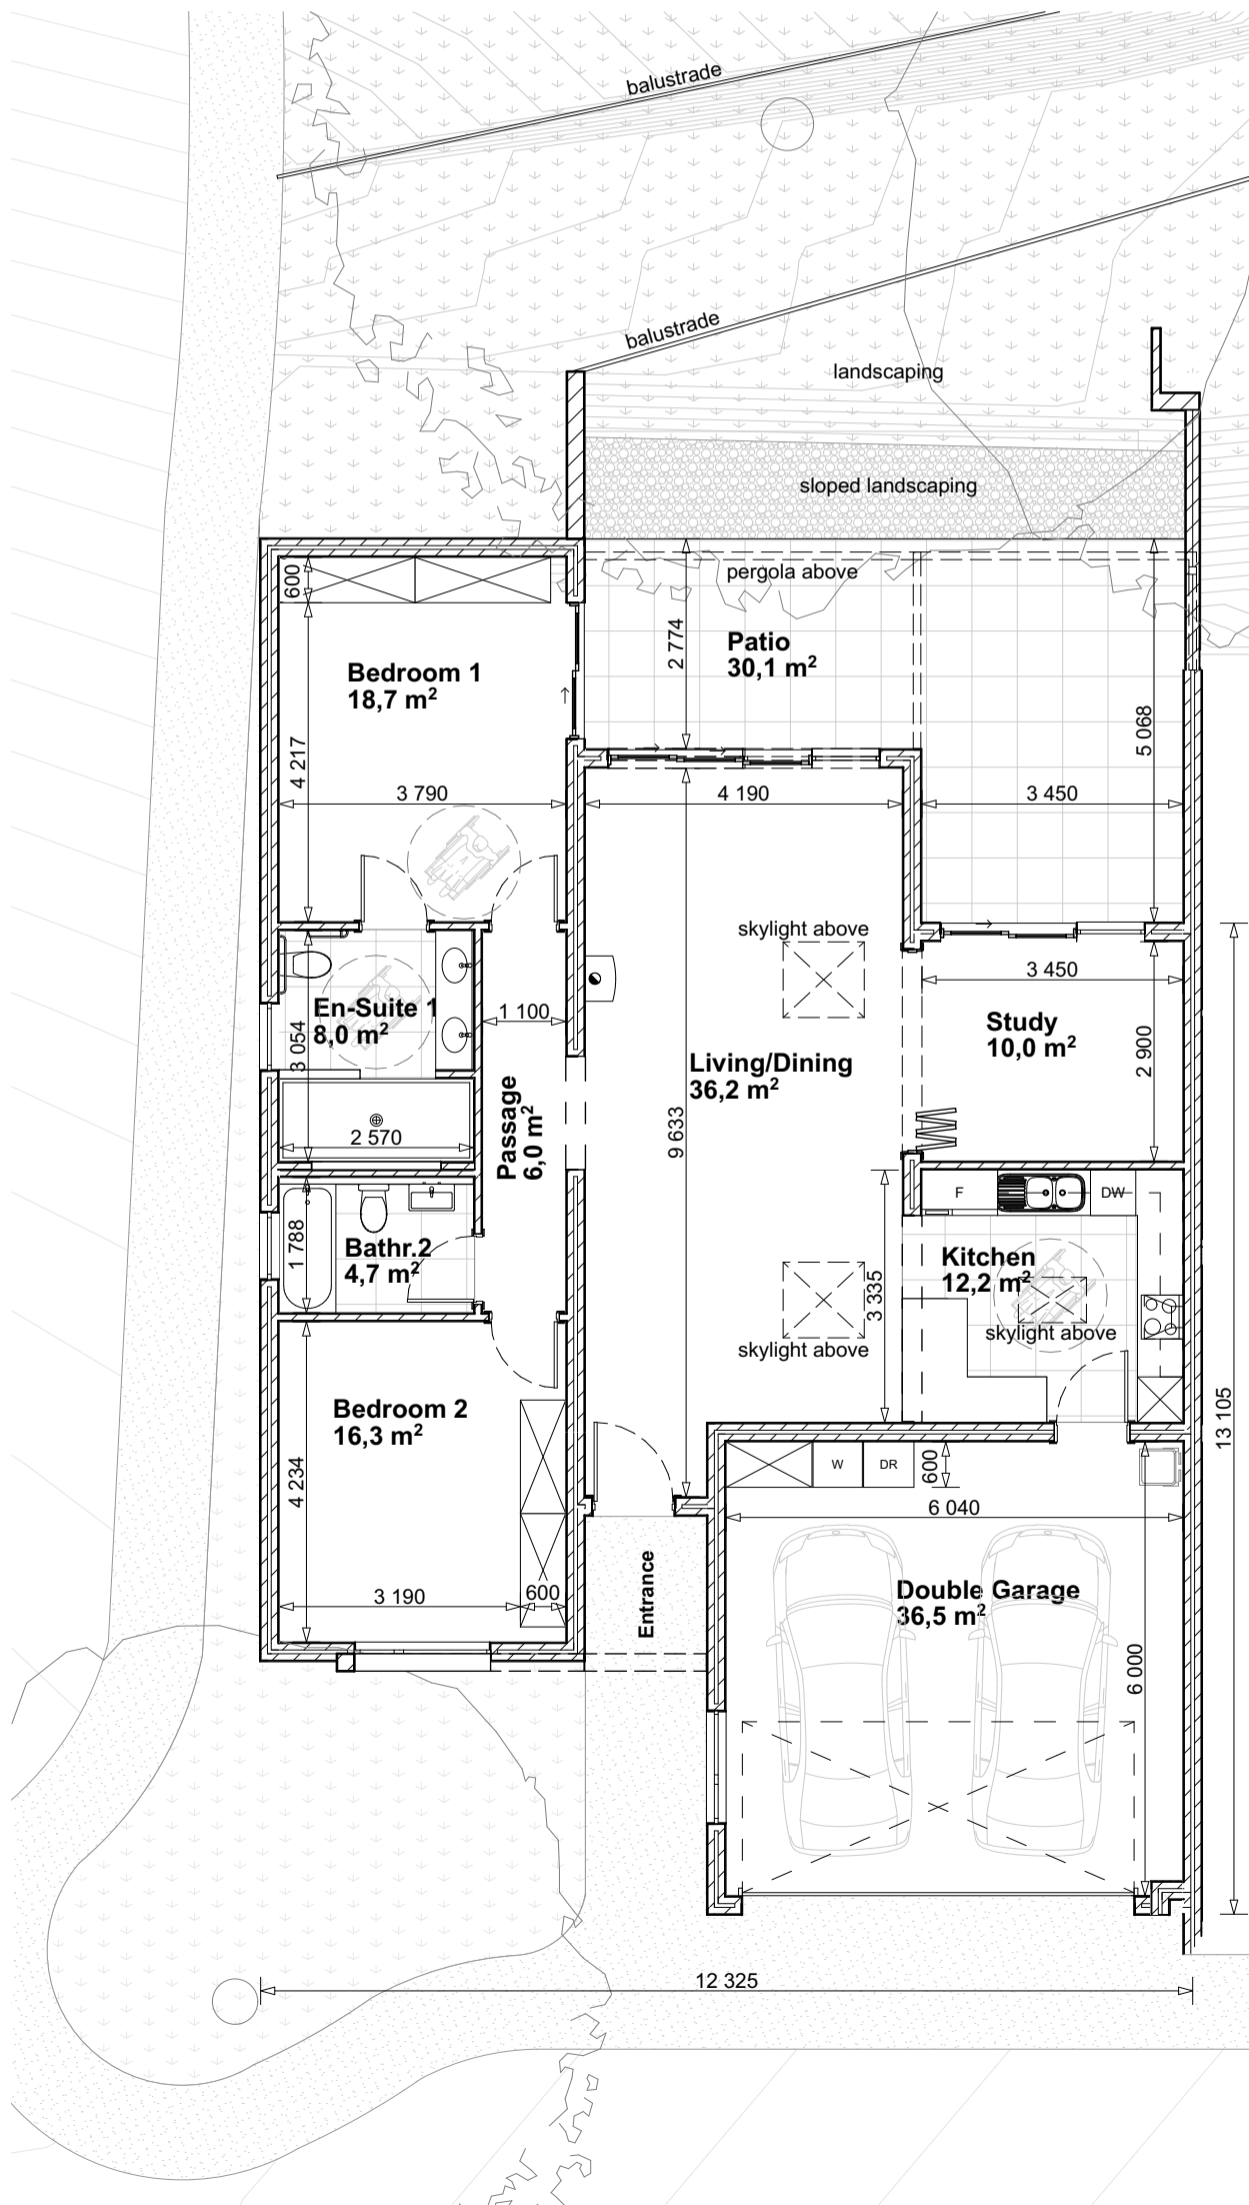 balustrade
balustrade
landscaping
sloped landscaping
pergola above
600
2 774
Patio
30,1 m²
Bedroom 1
18,7 m²
5 068
4 217
3 790
4 190
3 450
skylight above
3 450
En-Suite 1
8,0 m²
3 054
1 100
Study
10,0 m²
2 900
Living/Dining
36,2 m²
9 633
Passage
6,0 m²
2 570
F
DW
1 788
Bathr.2
4,7 m²
Kitchen
12,2 m²
3 335
skylight above
skylight above
Bedroom 2
16,3 m²
13 105
4 234
W
DR
600
6 040
Entrance
Double Garage
36,5 m²
3 190
600
6 000
12 325